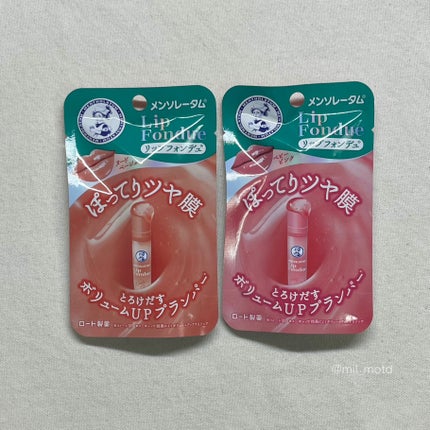 メンソレータム
Lip
Fondue
リップフォンデュ
ぽってりツヤ膜
とろけだす
ボリュームUPプランパー
ロート製薬
メンソレータム
Lip
Fondue
リップフォンデュ
ぽってりツヤ膜
とろけだす
ボリュームUPプランパー
ロート製薬
@mil_motd